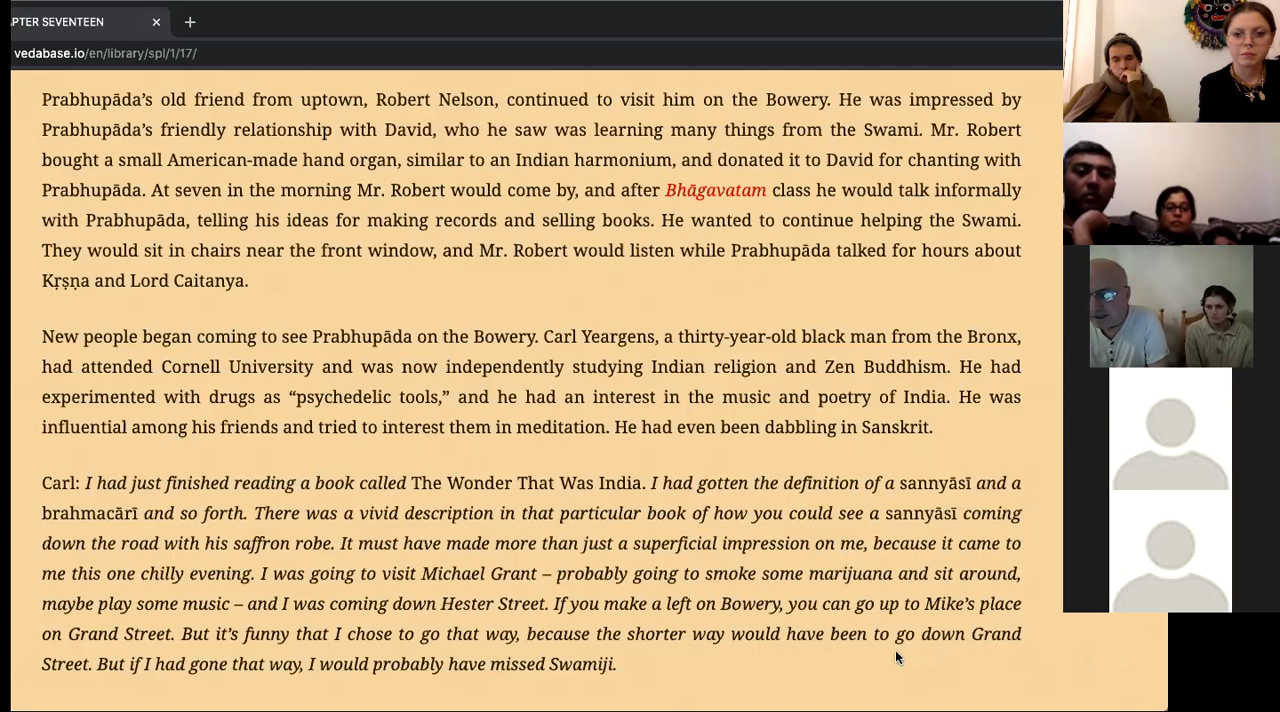 PTER SEVENTEEN
vedabase.io/en/library/spl/1/17/
Prabhupāda’s old friend from uptown, Robert Nelson, continued to visit him on the Bowery. He was impressed by
Prabhupāda’s friendly relationship with David, who he saw was learning many things from the Swami. Mr. Robert
bought a small American-made hand organ, similar to an Indian harmonium, and donated it to David for chanting with
Prabhupāda. At seven in the morning Mr. Robert would come by, and after Bhāgavatam class he would talk informally
with Prabhupāda, telling his ideas for making records and selling books. He wanted to continue helping the Swami.
They would sit in chairs near the front window, and Mr. Robert would listen while Prabhupāda talked for hours about
Kṛṣṇa and Lord Caitanya.
New people began coming to see Prabhupāda on the Bowery. Carl Yeargens, a thirty-year-old black man from the Bronx,
had attended Cornell University and was now independently studying Indian religion and Zen Buddhism. He had
experimented with drugs as “psychedelic tools,” and he had an interest in the music and poetry of India. He was
influential among his friends and tried to interest them in meditation. He had even been dabbling in Sanskrit.
Carl: I had just finished reading a book called The Wonder That Was India. I had gotten the definition of a sannyāsī and a
brahmacārī and so forth. There was a vivid description in that particular book of how you could see a sannyāsī coming
down the road with his saffron robe. It must have made more than just a superficial impression on me, because it came to
me this one chilly evening. I was going to visit Michael Grant – probably going to smoke some marijuana and sit around,
maybe play some music – and I was coming down Hester Street. If you make a left on Bowery, you can go up to Mike’s place
on Grand Street. But it’s funny that I chose to go that way, because the shorter way would have been to go down Grand
Street. But if I had gone that way, I would probably have missed Swamiji.